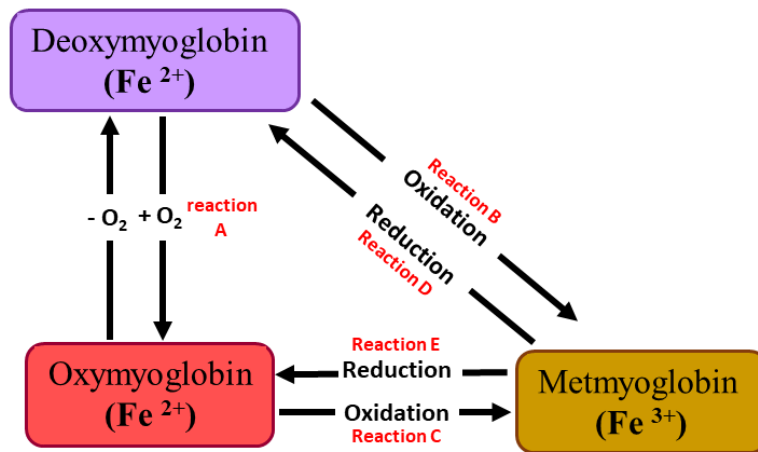 Deoxymyoglobin
(Fe 2+)
- O2 + O2 reaction
A
Reaction B
Oxidation
Reduction
Reaction D
Reaction E
Reduction
Oxymyoglobin
(Fe 2+)
Oxidation
Reaction C
Metmyoglobin
(Fe 3+)